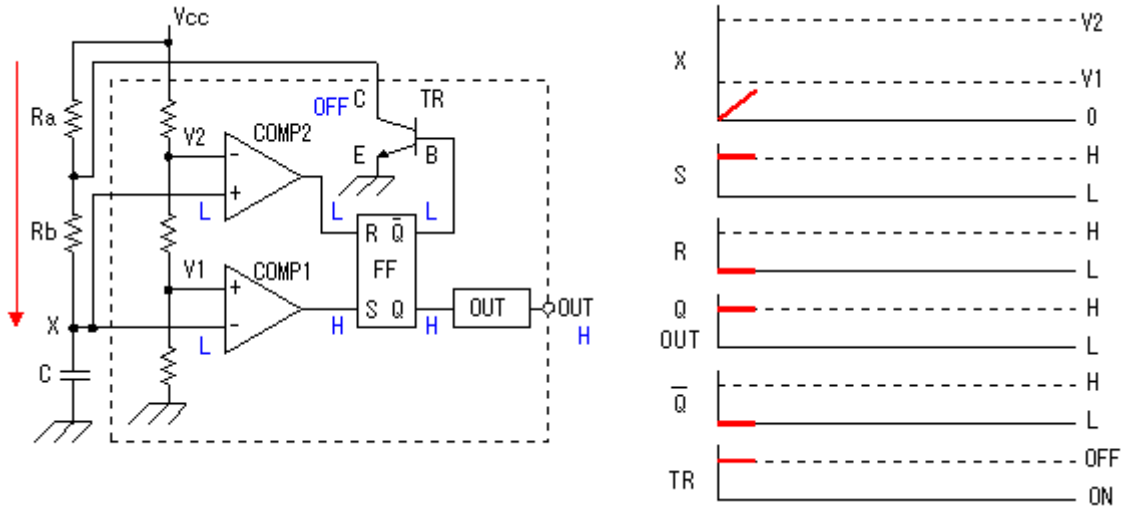 Vcc
Ra
Rb
X
C
V2
V1
COMP2
-
+
L
COMP1
+
-
L
OFF
C
TR
E
B
L
L
R Q̅
FF
S Q
H
H
OUT
OUT
H
X
V2
V1
0
S
H
L
R
H
L
Q
OUT
H
L
Q̅
H
L
TR
OFF
ON